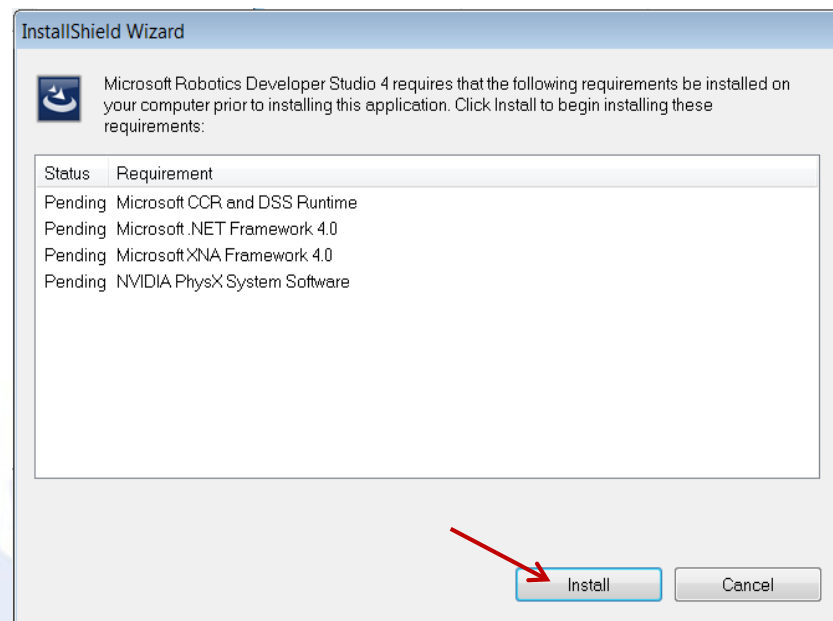 InstallShield Wizard
Microsoft Robotics Developer Studio 4 requires that the following requirements be installed on
your computer prior to installing this application. Click Install to begin installing these
requirements:
Status Requirement
Pending Microsoft CCR and DSS Runtime
Pending Microsoft .NET Framework 4.0
Pending Microsoft XNA Framework 4.0
Pending NVIDIA PhysX System Software
Install Cancel